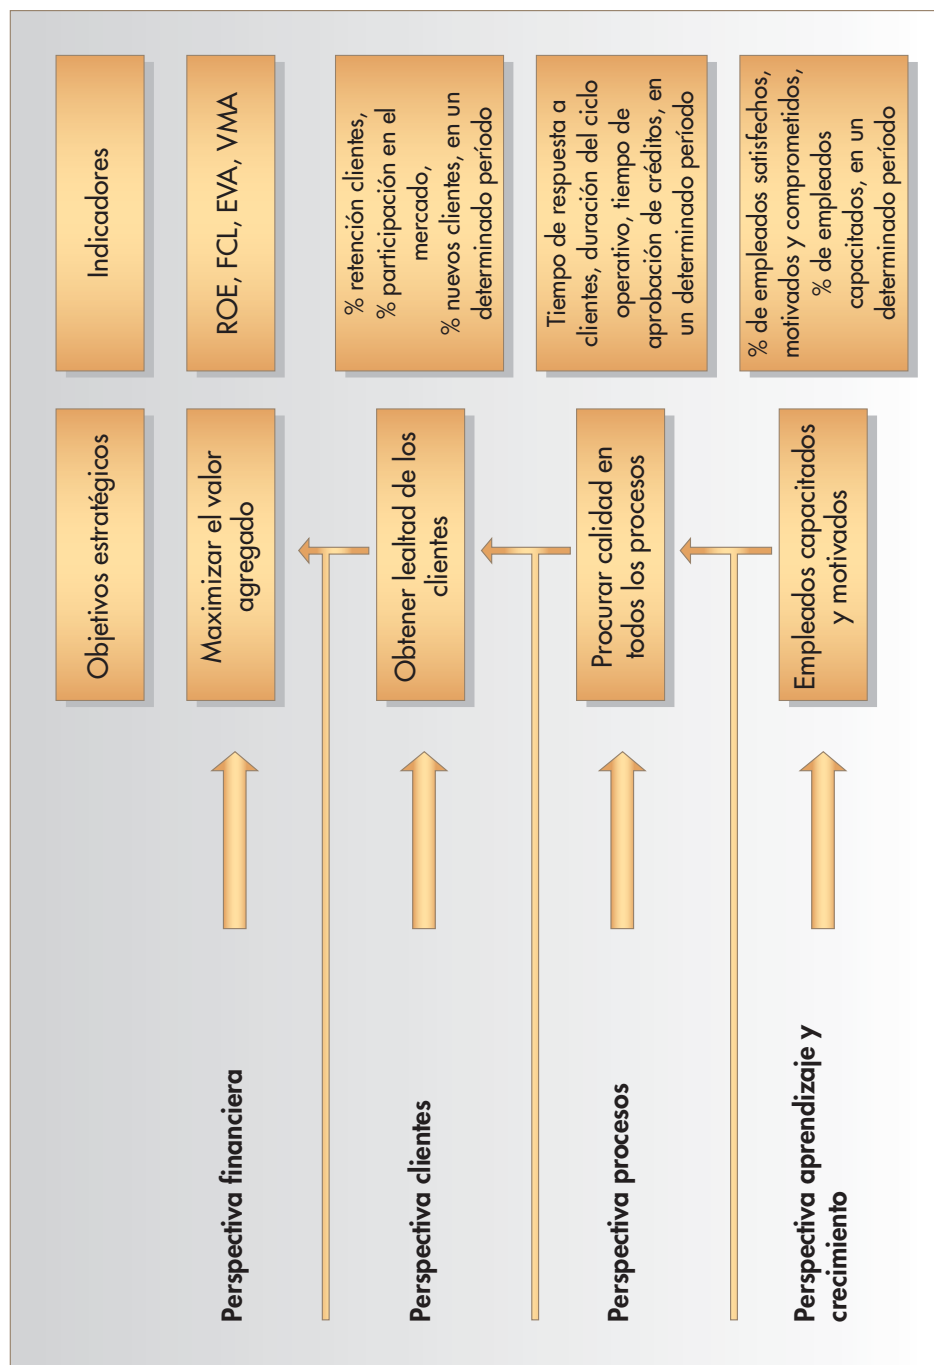 Objetivos estratégicos
Indicadores
Perspectiva financiera
Maximizar el valor
agregado
ROE, FCL, EVA, VMA
Perspectiva clientes
Obtener lealtad de los
clientes
% retención clientes,
% participación en el
mercado,
% nuevos clientes, en un
determinado período
Perspectiva procesos
Procurar calidad en
todos los procesos
Tiempo de respuesta a
clientes, duración del ciclo
operativo, tiempo de
aprobación de créditos, en
un determinado período
Perspectiva aprendizaje y
crecimiento
Empleados capacitados
y motivados
% de empleados satisfechos,
motivados y comprometidos,
% de empleados
capacitados, en un
determinado período